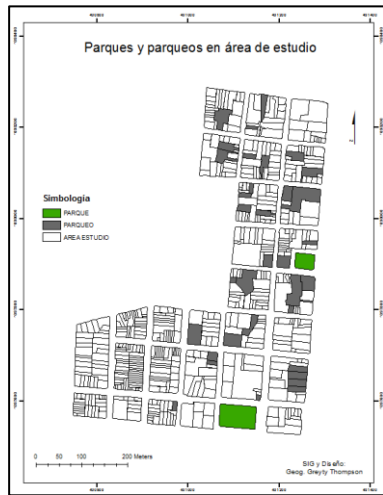 Parques y parqueos en área de estudio
Simbología
PARQUE
PARQUEO
AREA ESTUDIO
0 50 100 200 Meters
SIG y Diseño:
Geog. Greyty Thompson